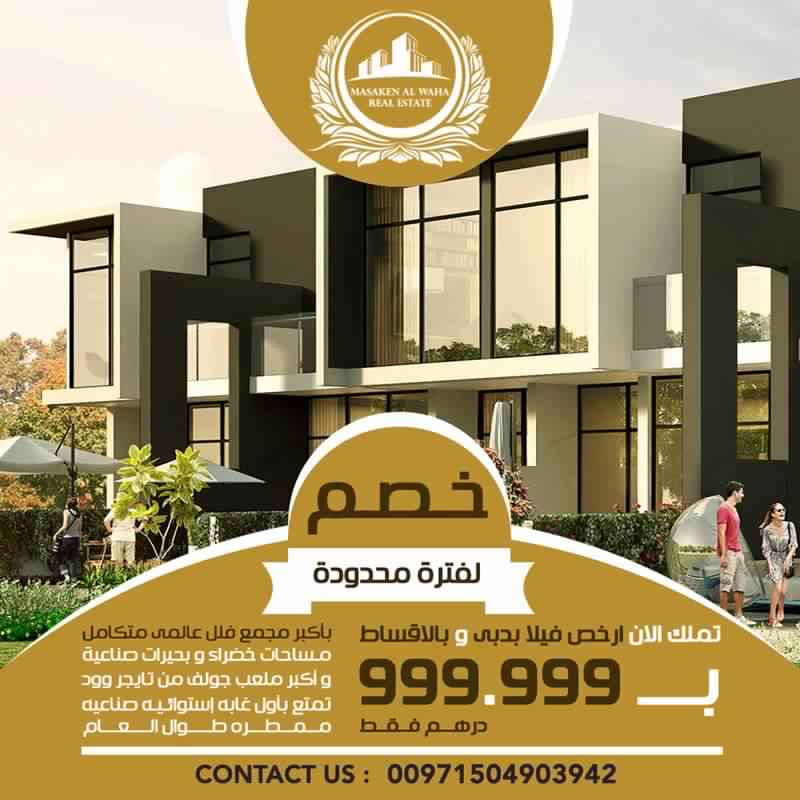 MASAKEN AL WAHA
REAL ESTATE
خصم
لفترة محدودة
تملك الان ارخص فيلا بدبى و بالاقساط
بـ 999.999
درهم فقط
بأكبر مجمع فلل عالمى متكامل
مساحات خضراء و بحيرات صناعية
و أكبر ملعب جولف من تايجر وود
تمتع بأول غابه إستوائيه صناعيه
ممطره طوال العام
CONTACT US : 00971504903942